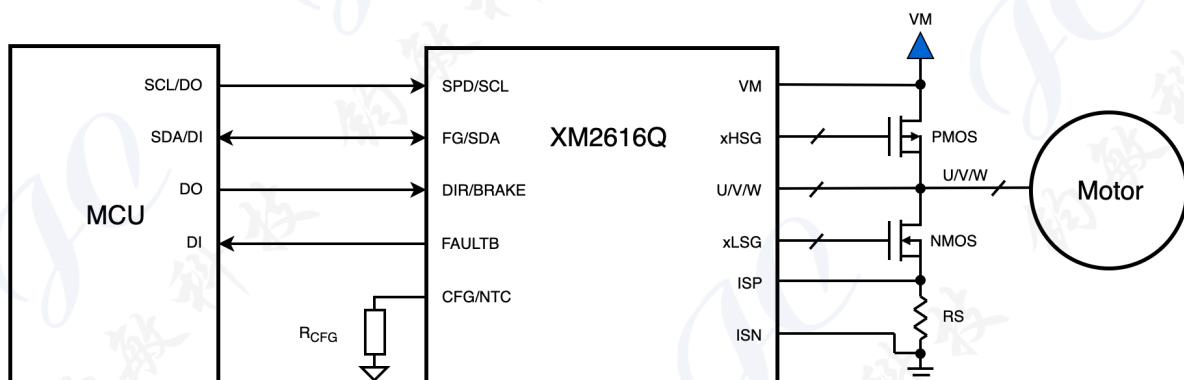 VM
SCL/DO
SPD/SCL
VM
SDA/DI
FG/SDA
XM2616Q
xHSG
PMOS
DO
DIR/BRAKE
U/V/W
U/V/W
Motor
MCU
DI
FAULTB
xLSG
NMOS
CFG/NTC
ISP
RCFG
ISN
RS